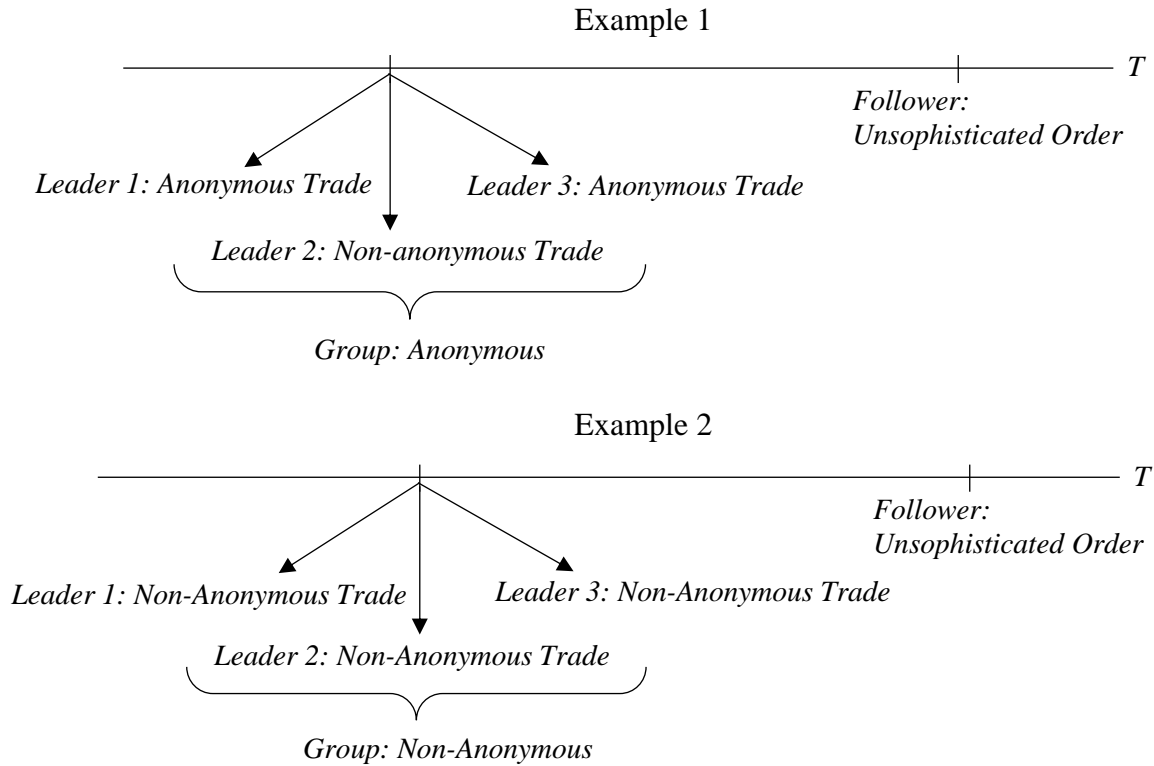 Example 1
T
Follower:
Unsophisticated Order
Leader 1: Anonymous Trade
Leader 3: Anonymous Trade
Leader 2: Non-anonymous Trade
Group: Anonymous
Example 2
T
Follower:
Unsophisticated Order
Leader 1: Non-Anonymous Trade
Leader 3: Non-Anonymous Trade
Leader 2: Non-Anonymous Trade
Group: Non-Anonymous